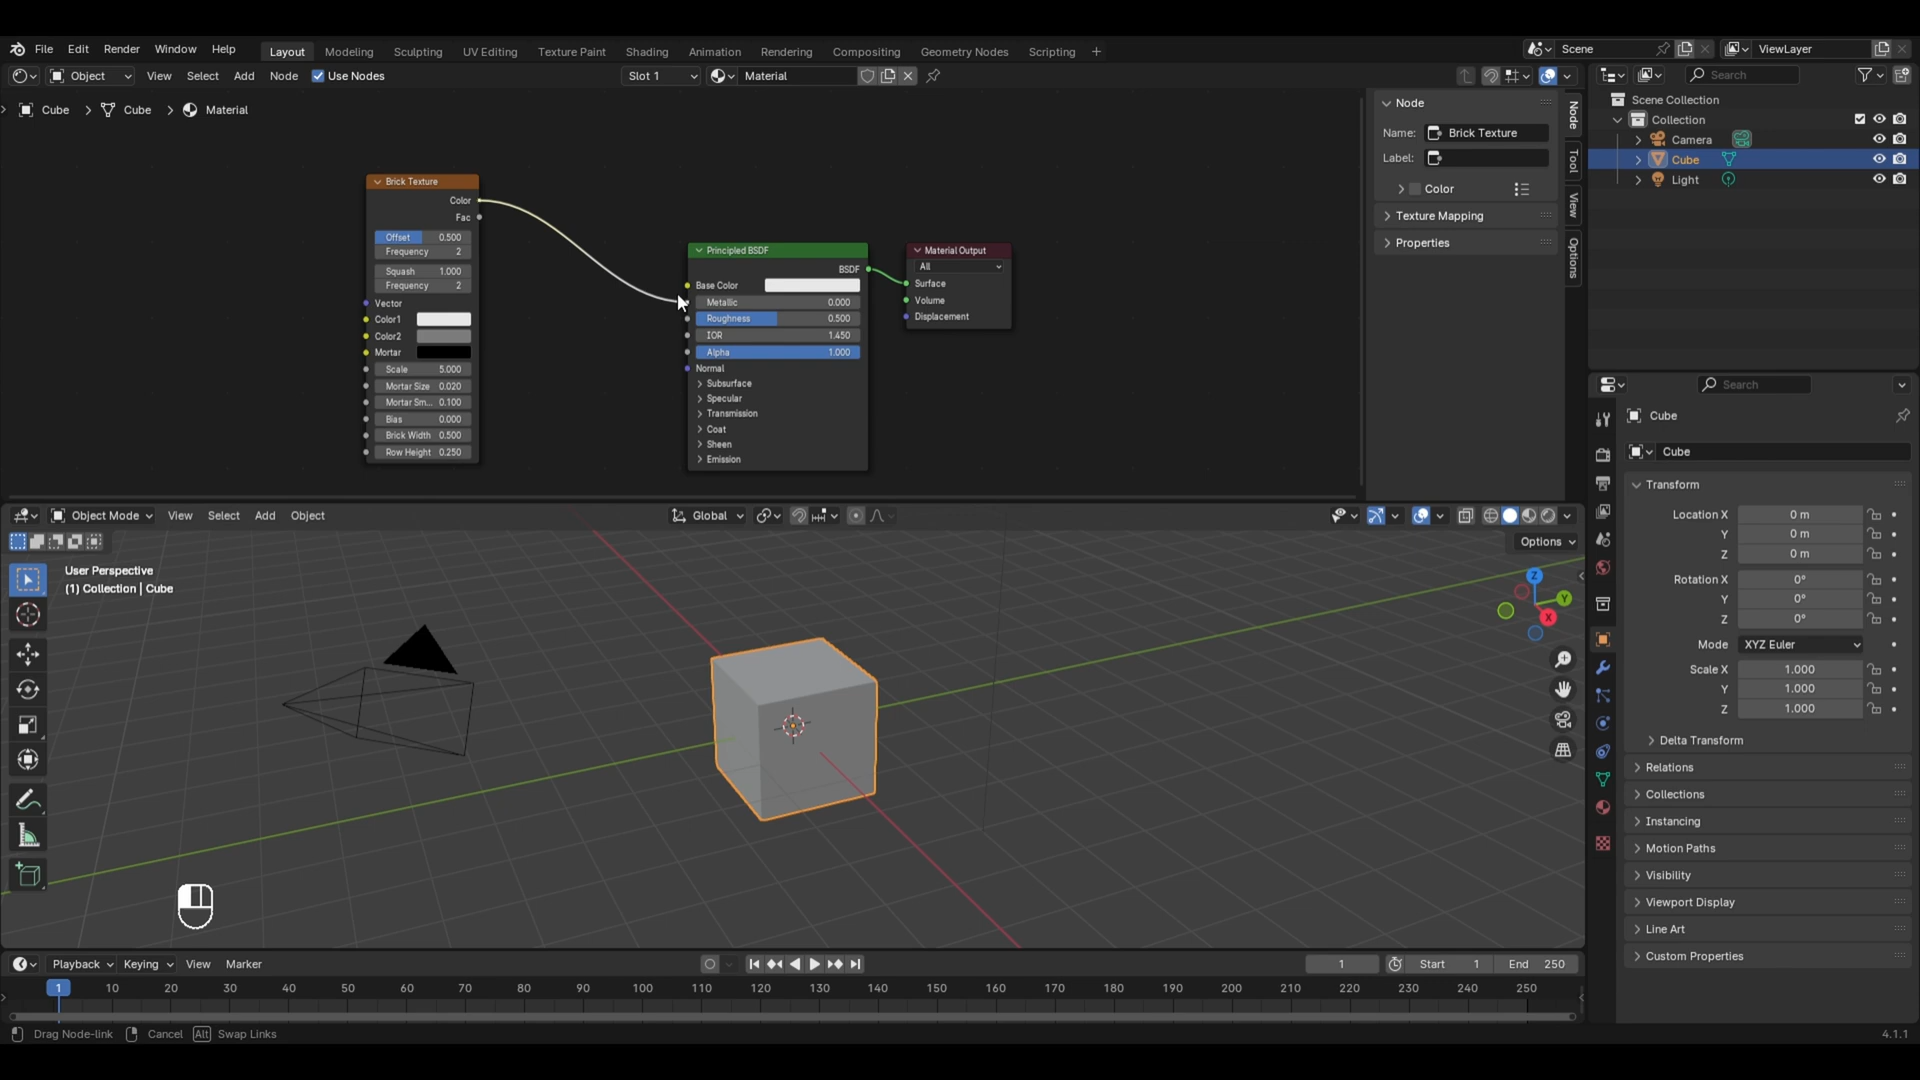 File Edit Render Window Help Layout Modeling Sculpting UV Editing Texture Paint Shading Animation Rendering Compositing Geometry Nodes Scripting + Scene ViewLayer
Object View Select Add Node Use Nodes Slot 1 Material Search
Cube > Cube > Material
Node
Name: Brick Texture
Label:
Color
Texture Mapping
Properties
Node
Tool
View
Options
Brick Texture
Color
Fac
Offset 0.500
Frequency 2
Squash 1.000
Frequency 2
Vector
Color1
Color2
Mortar
Scale 5.000
Mortar Size 0.020
Mortar Sm... 0.100
Bias 0.000
Brick Width 0.500
Row Height 0.250
Principled BSDF
BSDF
Base Color
Metallic 0.000
Roughness 0.500
IOR 1.450
Alpha 1.000
Normal
Subsurface
Specular
Transmission
Coat
Sheen
Emission
Material Output
All
Surface
Volume
Displacement
Scene Collection
Collection
Camera
Cube
Light
Object Mode View Select Add Object Global
Options
User Perspective
(1) Collection | Cube
Z
Y
X
Search
Cube
Cube
Transform
Location X 0 m
Y 0 m
Z 0 m
Rotation X 0°
Y 0°
Z 0°
Mode XYZ Euler
Scale X 1.000
Y 1.000
Z 1.000
Delta Transform
Relations
Collections
Instancing
Motion Paths
Visibility
Viewport Display
Line Art
Custom Properties
Playback Keying View Marker 1 Start 1 End 250
1 10 20 30 40 50 60 70 80 90 100 110 120 130 140 150 160 170 180 190 200 210 220 230 240 250
Drag Node-link Cancel Alt Swap Links 4.1.1